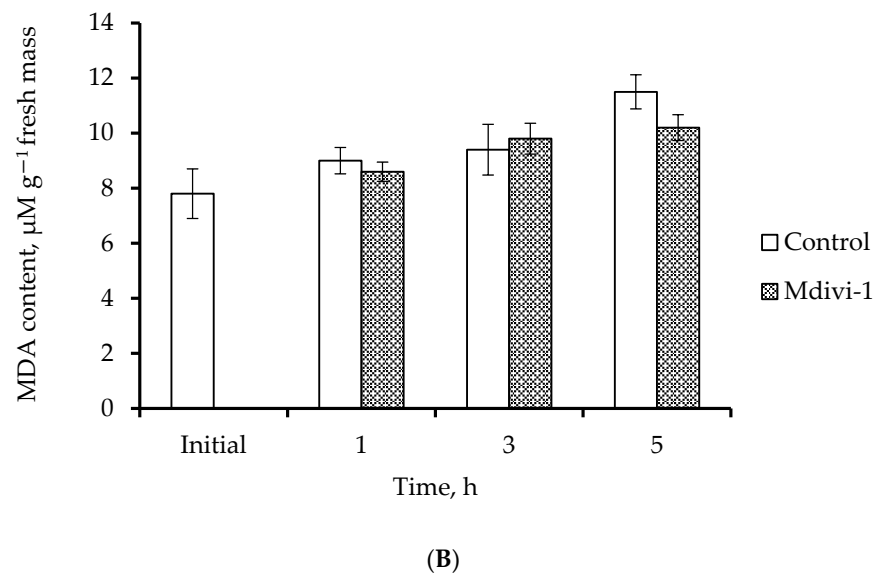 MDA content, µM g⁻¹ fresh mass
14
12
10
8
6
4
2
0
Initial 1 3 5
Time, h
Control
Mdivi-1
(B)